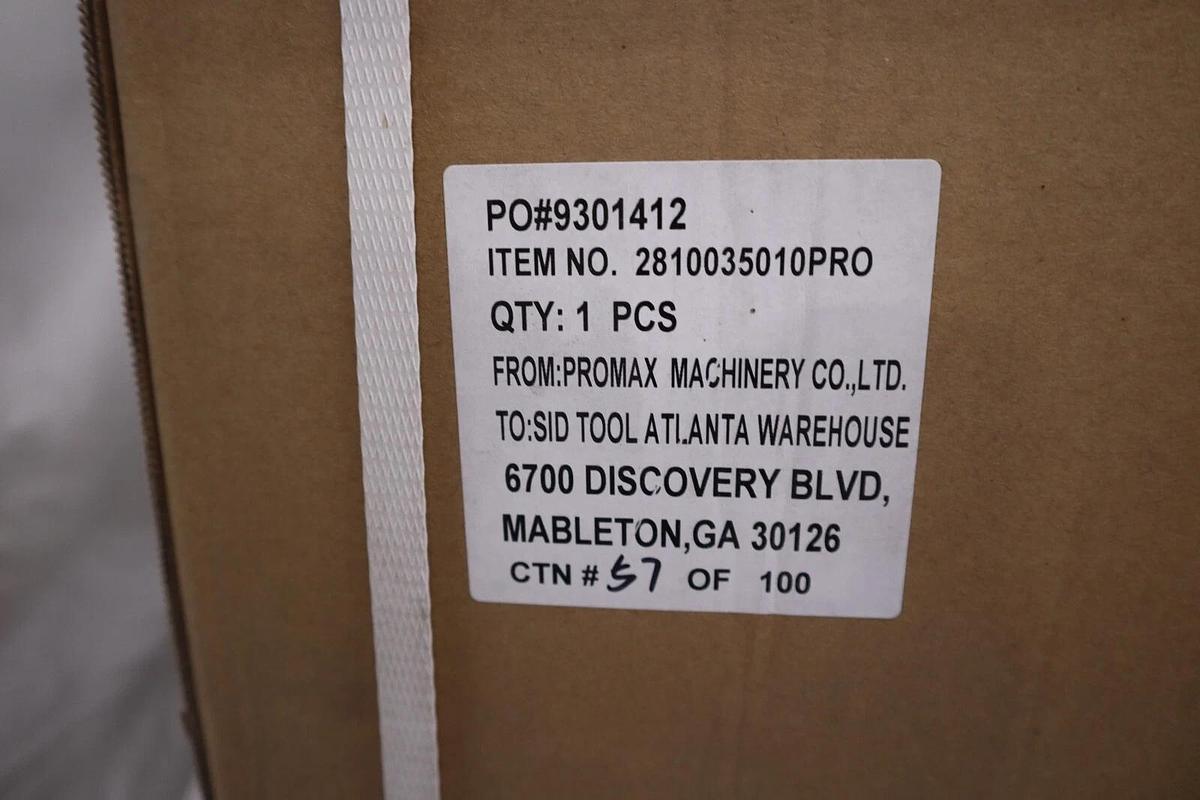 PO#9301412
ITEM NO. 2810035010PRO
QTY: 1 PCS
FROM:PROMAX MACHINERY CO.,LTD.
TO:SID TOOL ATLANTA WAREHOUSE
6700 DISCOVERY BLVD,
MABLETON,GA 30126
CTN # 57 OF 100